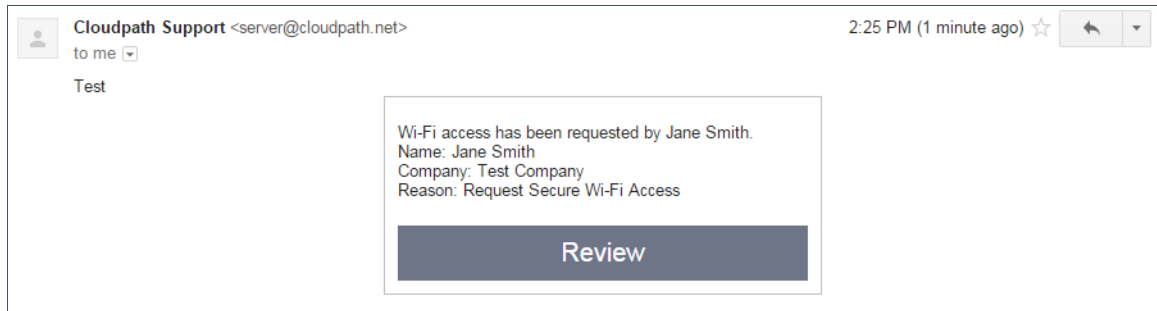 Cloudpath Support <server@cloudpath.net>
2:25 PM (1 minute ago)
to me
Test
Wi-Fi access has been requested by Jane Smith.
Name: Jane Smith
Company: Test Company
Reason: Request Secure Wi-Fi Access
Review